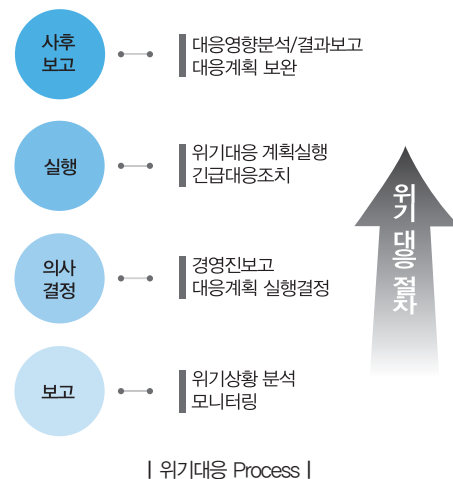 사후
보고
대응영향분석/결과보고
대응계획 보완
실행
위기대응 계획실행
긴급대응조치
의사
결정
경영진보고
대응계획 실행결정
보고
위기상황 분석
모니터링
위기 대응 절차
| 위기대응 Process |